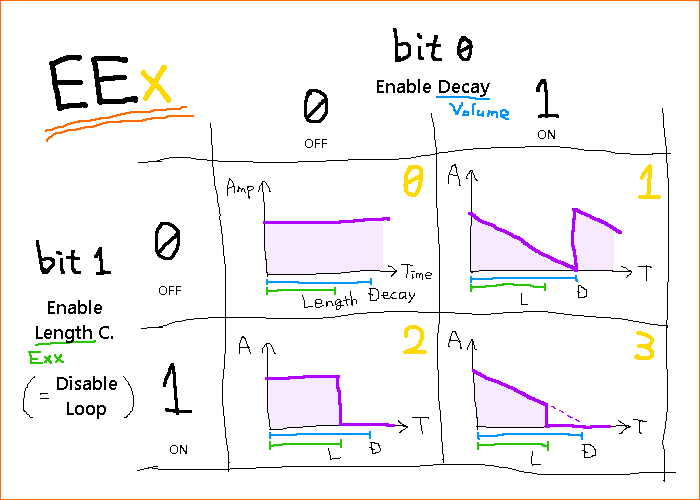 EEx
bit 0
Enable Decay
Volume
0
OFF
1
ON
bit 1
Enable
Length C.
Exx
(= Disable
Loop)
0
OFF
1
ON
Amp
0
Time
Length Decay
A
1
T
L D
A
2
T
L D
A
3
T
L D